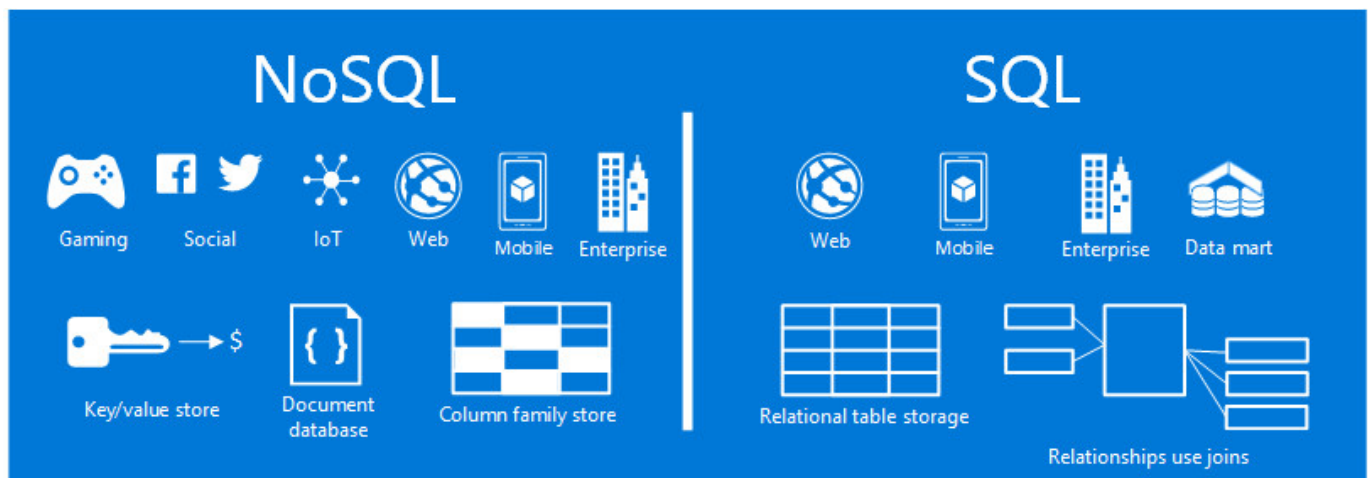 NoSQL
SQL
Gaming
Social
IoT
Web
Mobile
Enterprise
Web
Mobile
Enterprise
Data mart
$
{ }
Key/value store
Document
database
Column family store
Relational table storage
Relationships use joins